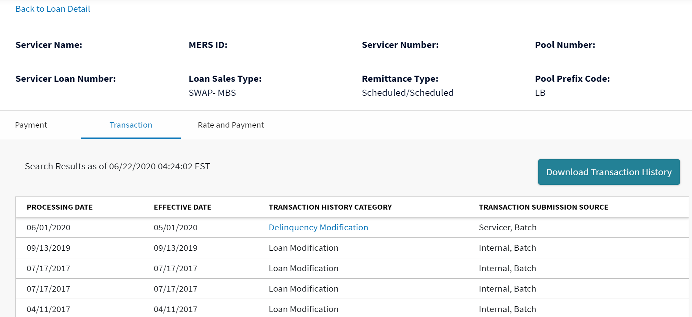 Back to Loan Detail
Servicer Name: MERS ID: Servicer Number: Pool Number:
Servicer Loan Number: Loan Sales Type: Remittance Type: Pool Prefix Code:
SWAP- MBS Scheduled/Scheduled LB
Payment Transaction Rate and Payment
Search Results as of 06/22/2020 04:24:02 EST
Download Transaction History
PROCESSING DATE EFFECTIVE DATE TRANSACTION HISTORY CATEGORY TRANSACTION SUBMISSION SOURCE
06/01/2020 05/01/2020 Delinquency Modification Servicer, Batch
09/13/2019 09/13/2019 Loan Modification Internal, Batch
07/17/2017 07/17/2017 Loan Modification Internal, Batch
07/17/2017 07/17/2017 Loan Modification Internal, Batch
04/11/2017 04/11/2017 Loan Modification Internal, Batch